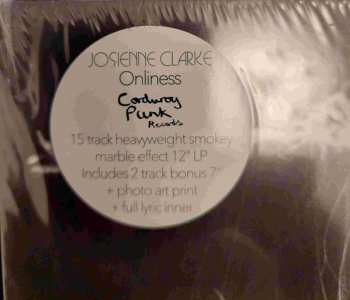 JOSIENNE CLARKE
Onliness
Corduroy
Punk
Records
15 track heavyweight smokey
marble effect 12" LP
Includes 2 track bonus 7"
+ photo art print
+ full lyric inner